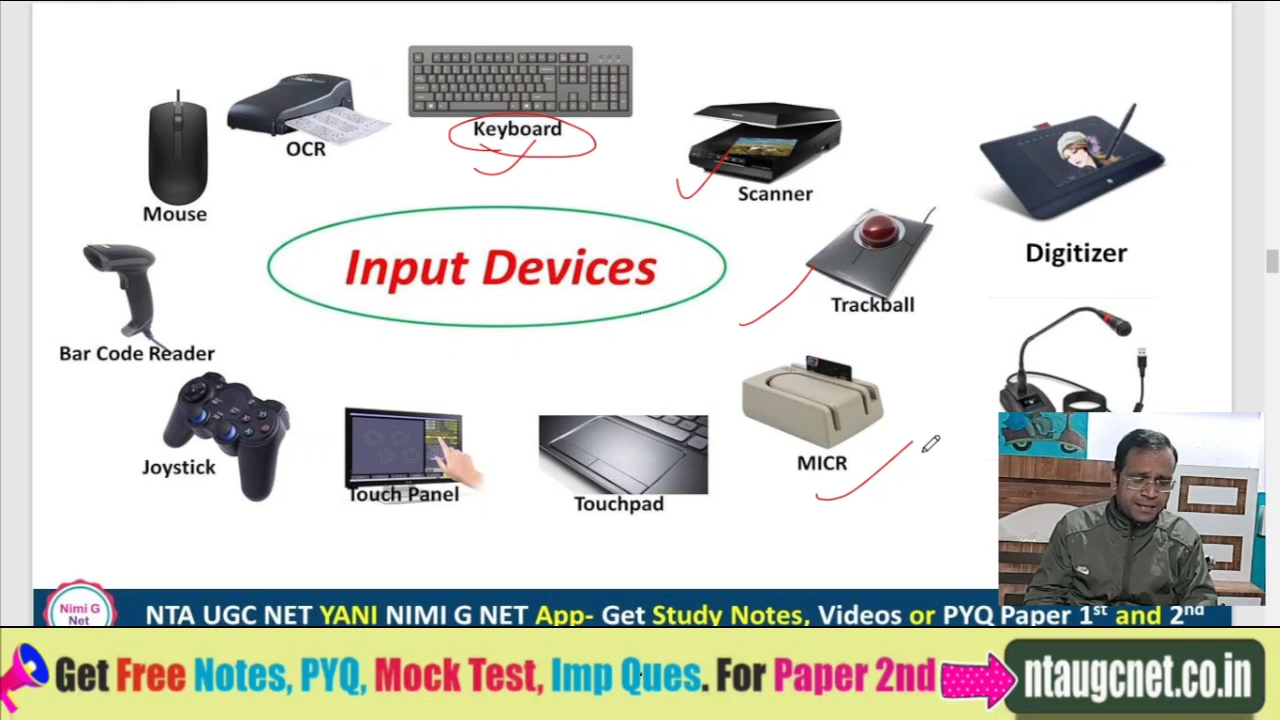 Keyboard
OCR
Scanner
Mouse
Input Devices
Digitizer
Trackball
Bar Code Reader
MICR
Joystick
Touch Panel
Touchpad
Nimi G
Net
NTA UGC NET YANI NIMI G NET App- Get Study Notes, Videos or PYQ Paper 1st and 2nd
Get Free Notes, PYQ, Mock Test, Imp Ques. For Paper 2nd
ntaugcnet.co.in